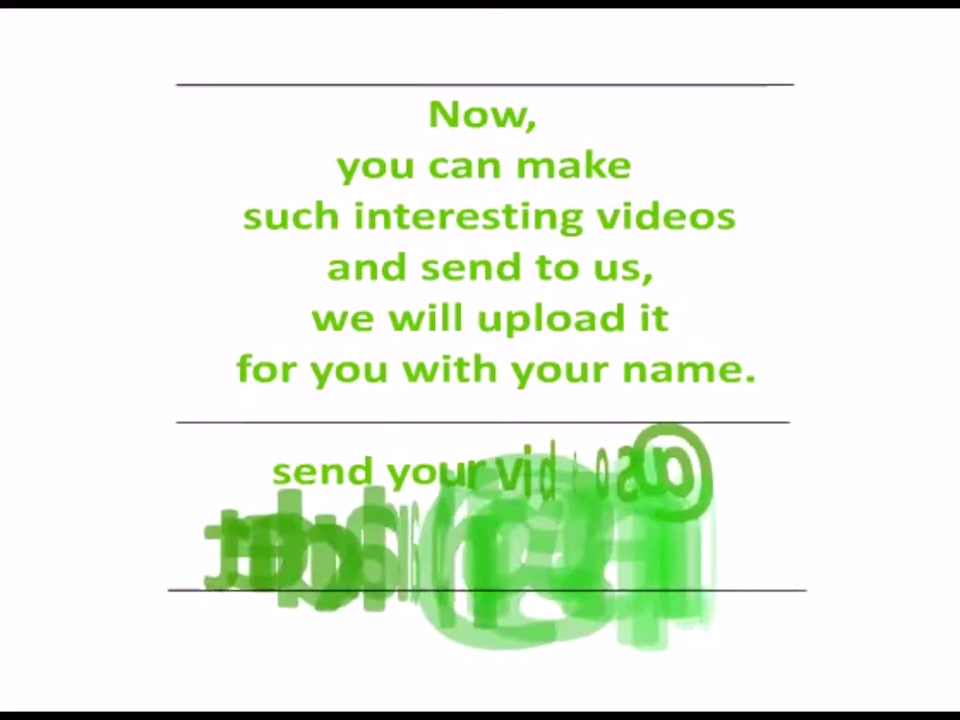 Now,
you can make
such interesting videos
and send to us,
we will upload it
for you with your name.
send your